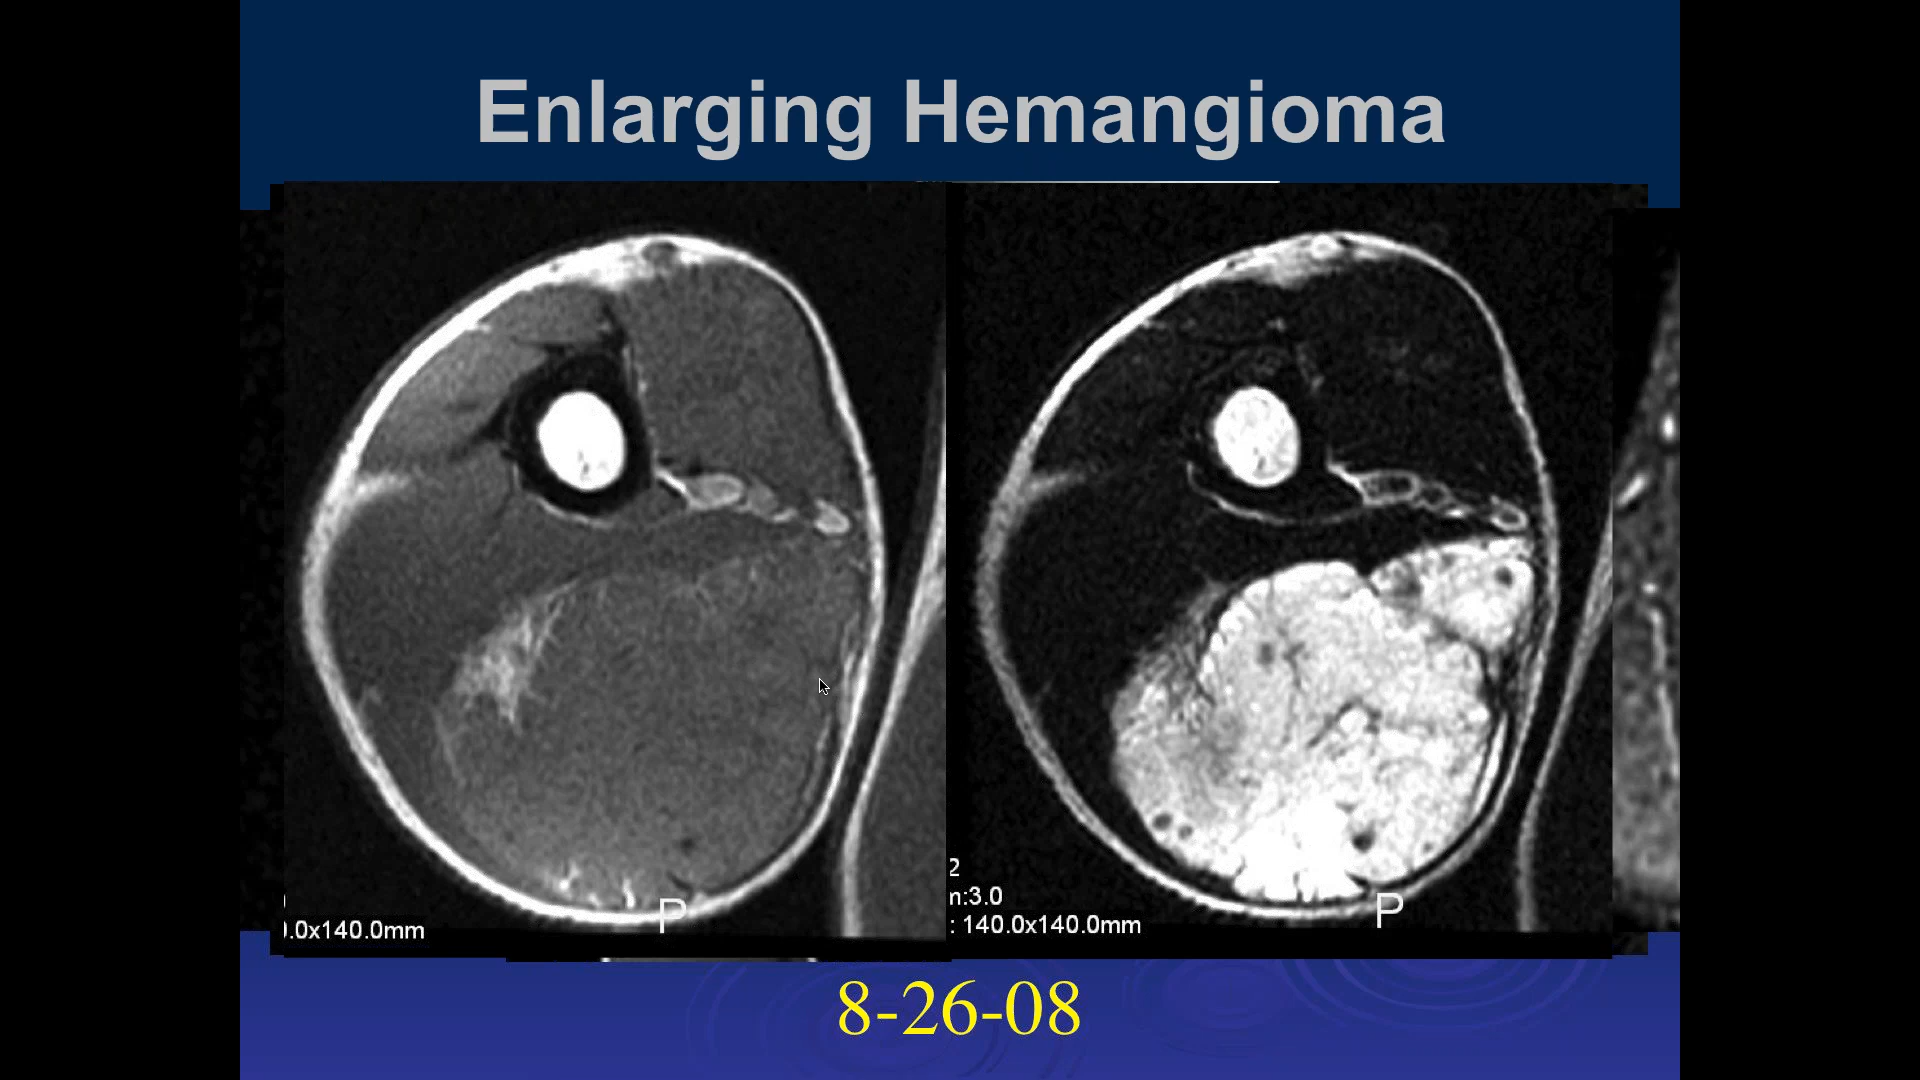 Enlarging Hemangioma
P
.0x140.0mm
2
n:3.0
: 140.0x140.0mm
P
8-26-08